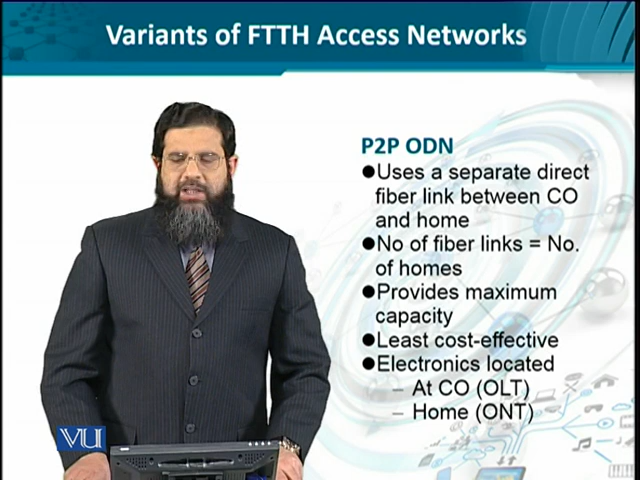 Variants of FTTH Access Networks
P2P ODN
●Uses a separate direct
fiber link between CO
and home
●No of fiber links = No.
of homes
●Provides maximum
capacity
●Least cost-effective
●Electronics located
– At CO (OLT)
– Home (ONT)
VU